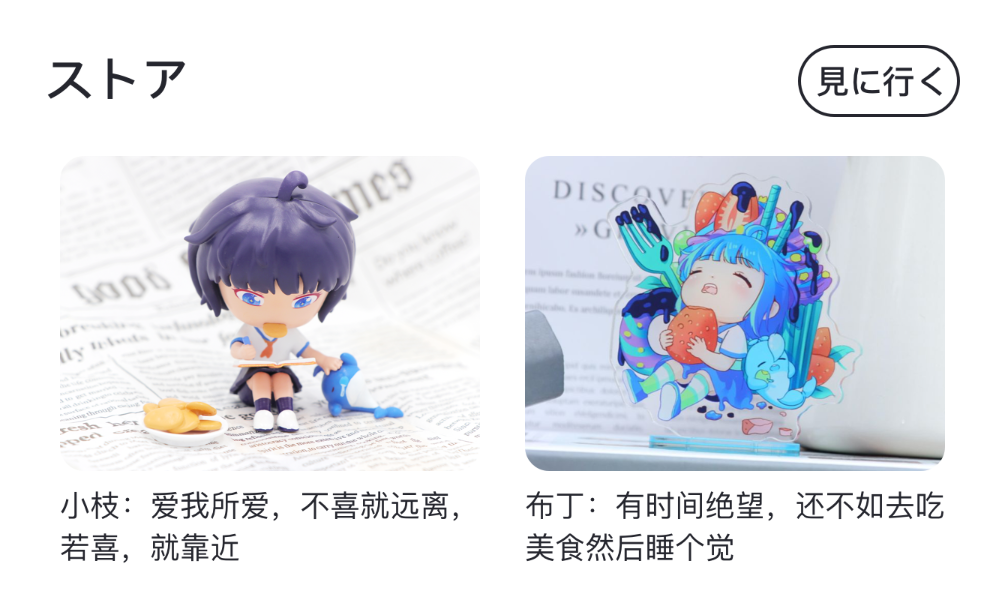 ストア
見に行く
DISCOVE
»G
小枝：爱我所爱，不喜就远离，
若喜，就靠近
布丁：有时间绝望，还不如去吃
美食然后睡个觉